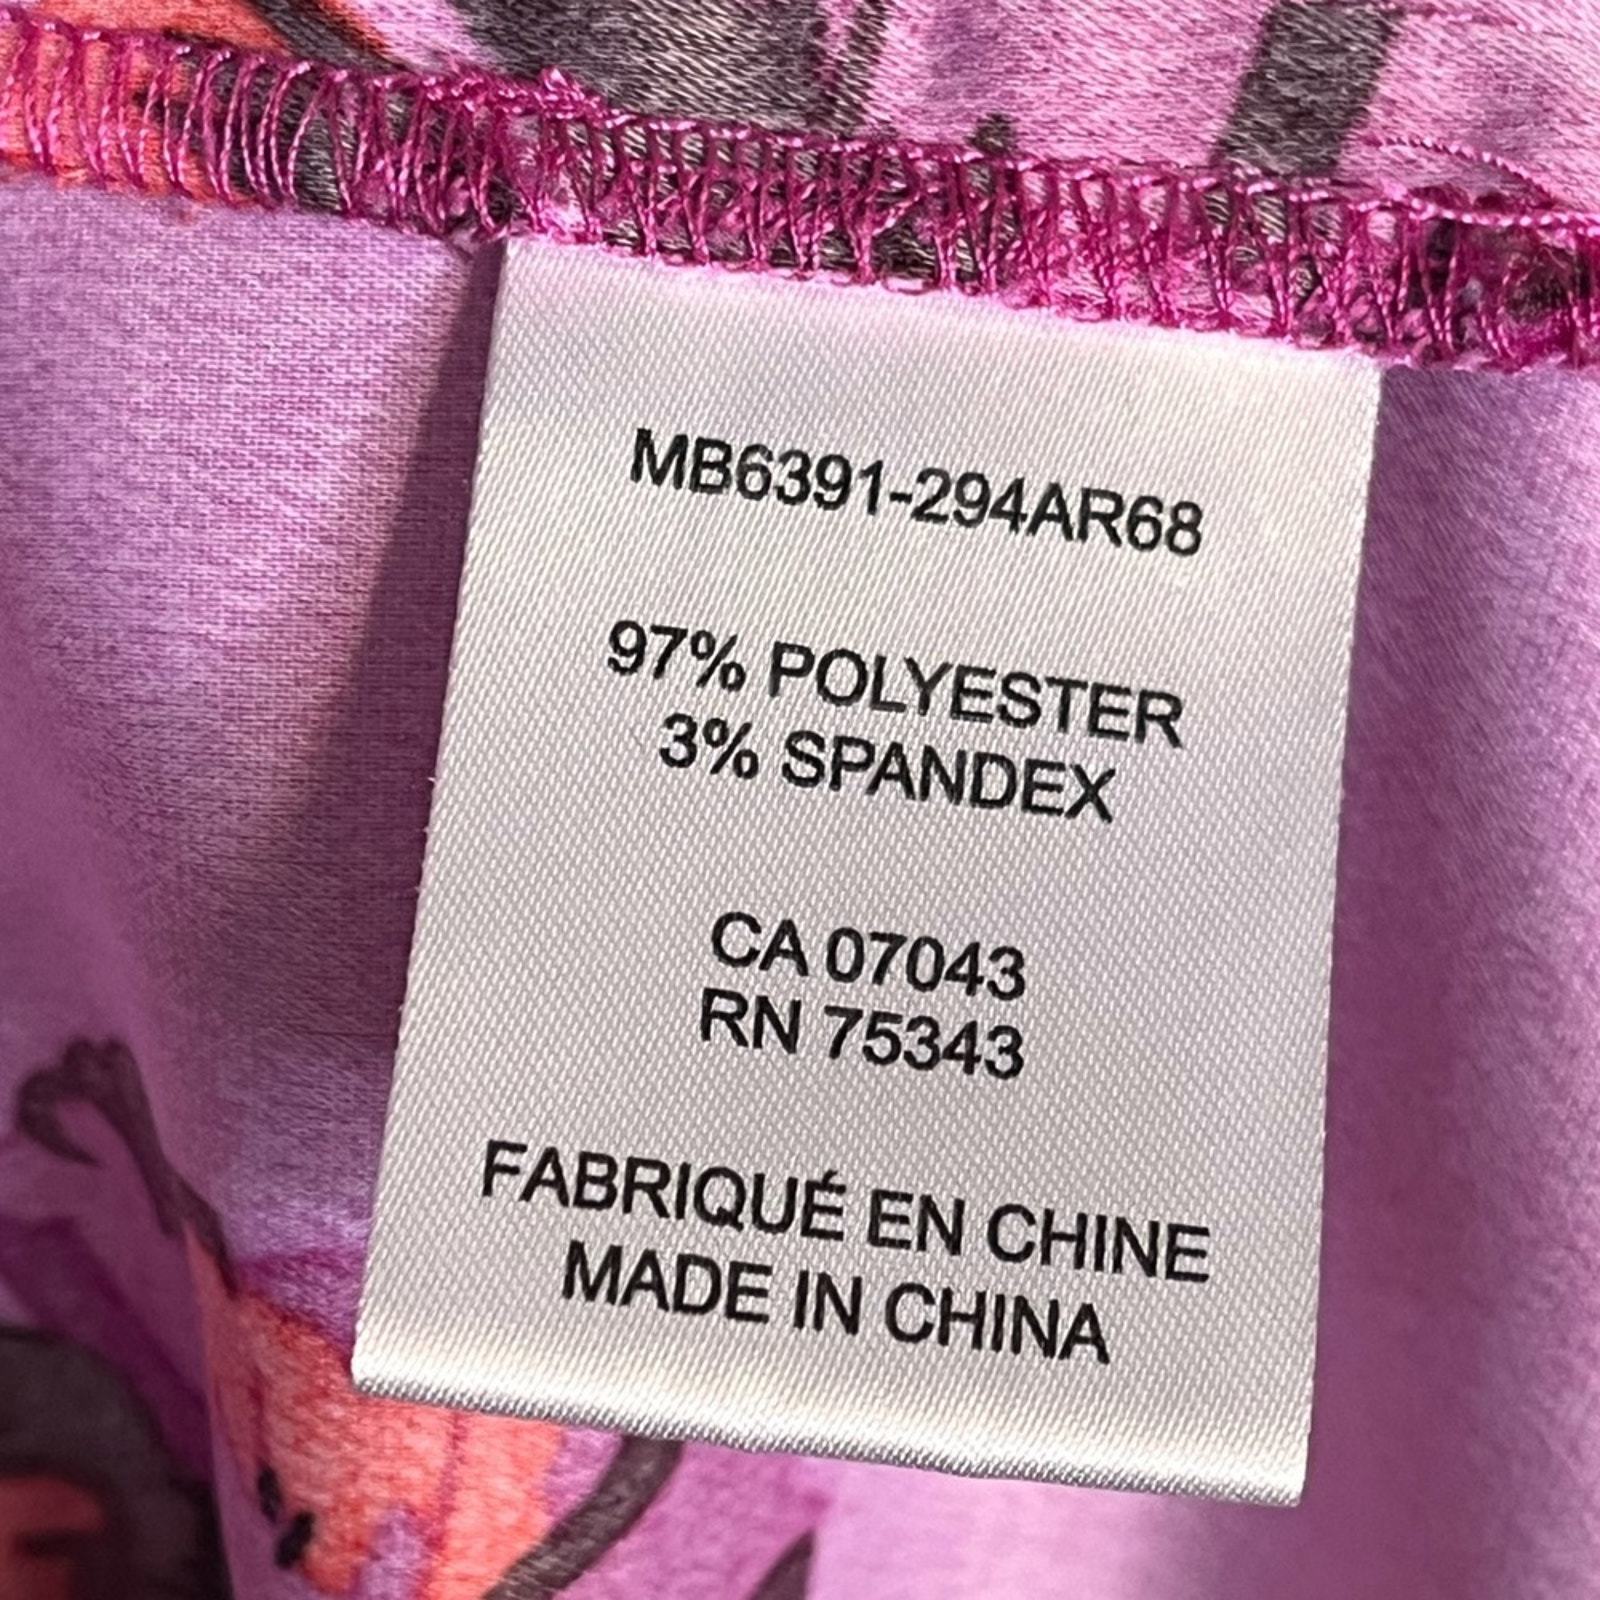 MB6391-294AR68
97% POLYESTER
3% SPANDEX
CA 07043
RN 75343
FABRIQUÉ EN CHINE
MADE IN CHINA